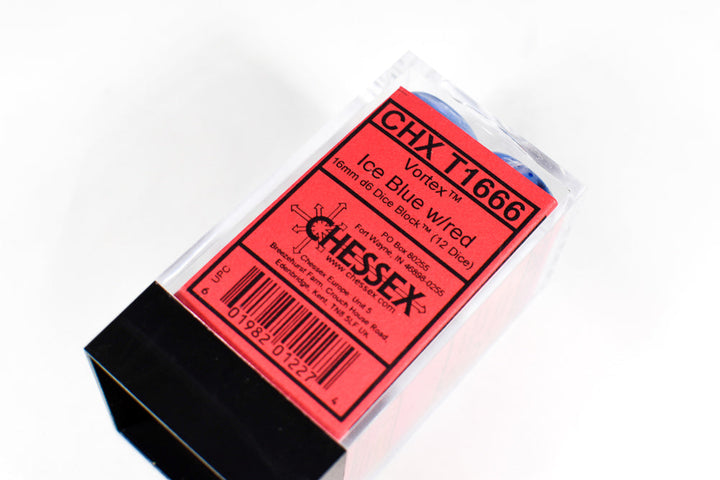 CHX T1666
Vortex™
Ice Blue w/red
16mm d6 Dice Block™ (12 Dice)
CHESSEX
PO Box 80255
Fort Wayne, IN 46898-0255
www.chessex.com
Chessex Europe Unit 5
Breezehurst Farm, Crouch House Road,
Edenbridge, Kent, TN8 5LF UK
UPC
6 01982 01227 4